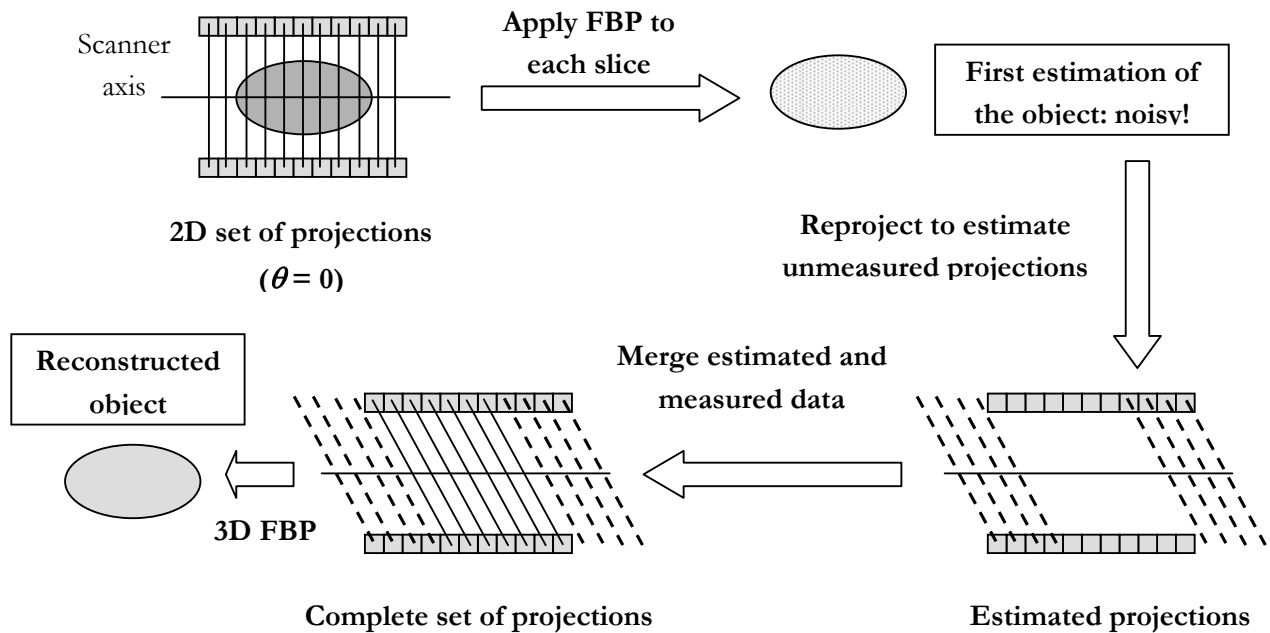 Scanner
axis
Apply FBP to
each slice
First estimation of
the object: noisy!
2D set of projections
(θ = 0)
Reproject to estimate
unmeasured projections
Reconstructed
object
Merge estimated and
measured data
3D FBP
Complete set of projections
Estimated projections